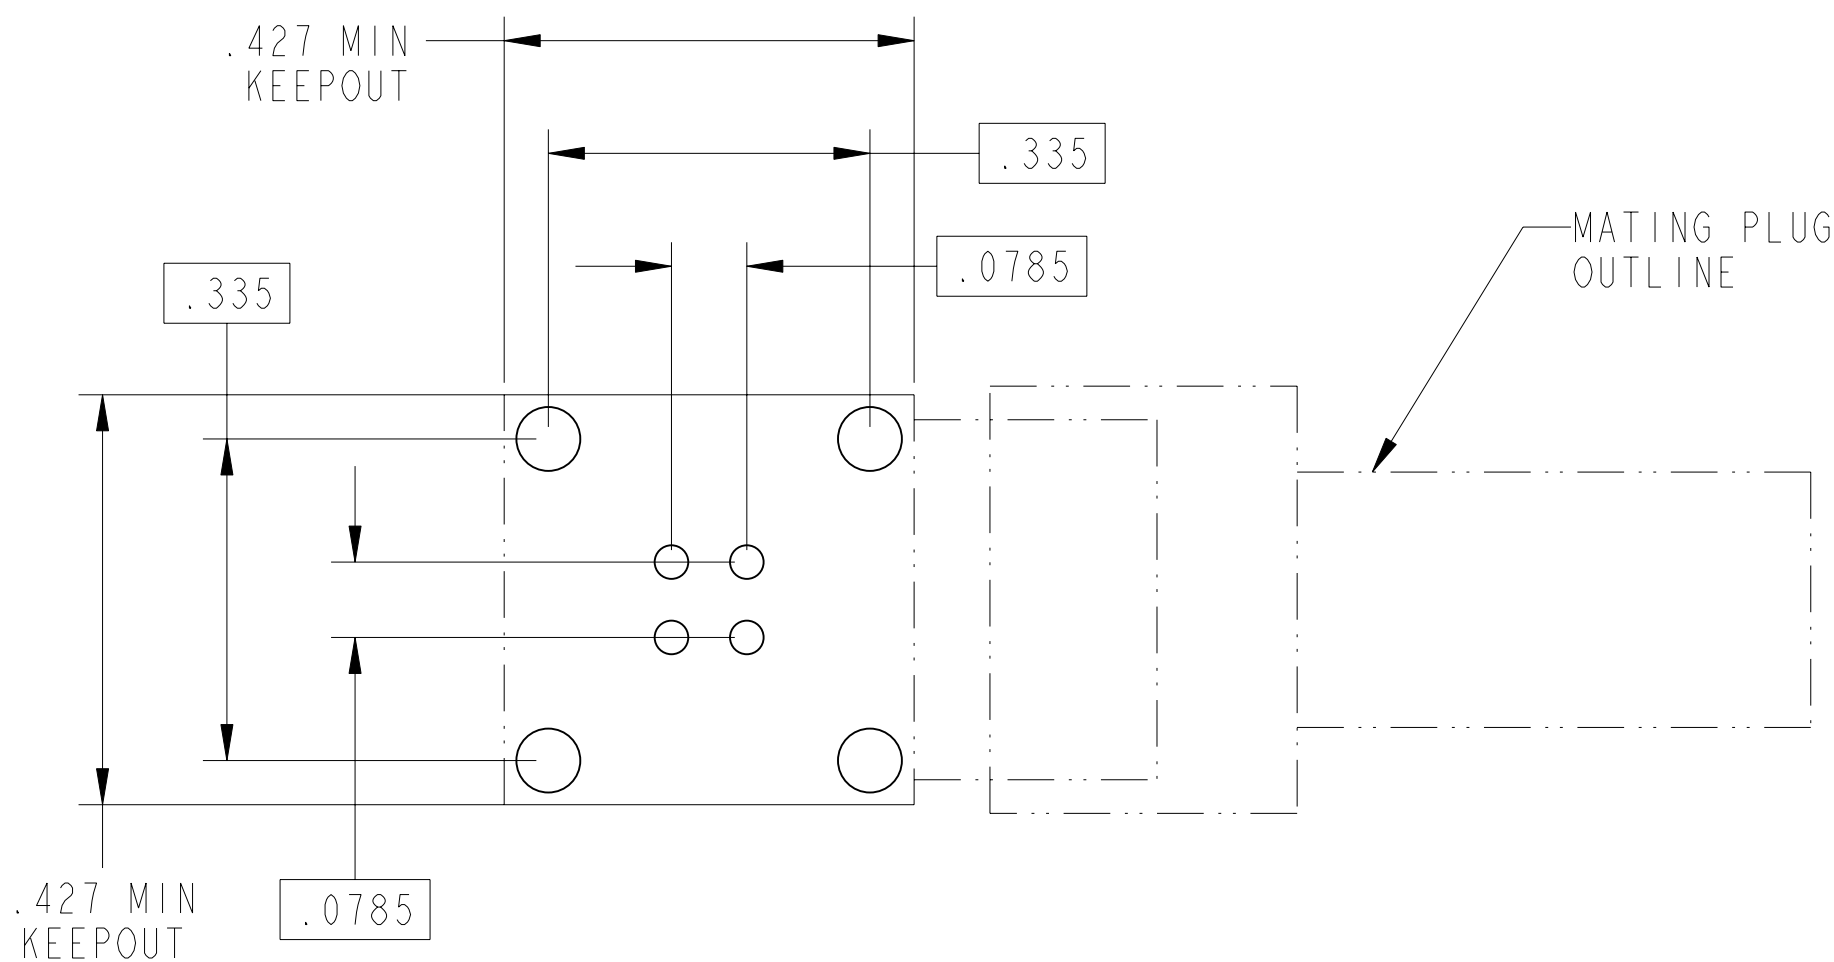 .427 MIN
KEEPOUT
.335
.0785
MATING PLUG
OUTLINE
.335
.427 MIN
KEEPOUT
.0785